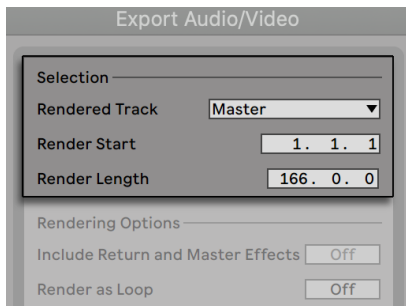 Export Audio/Video
Selection
Rendered Track Master
Render Start 1. 1. 1
Render Length 166. 0. 0
Rendering Options
Include Return and Master Effects Off
Render as Loop Off